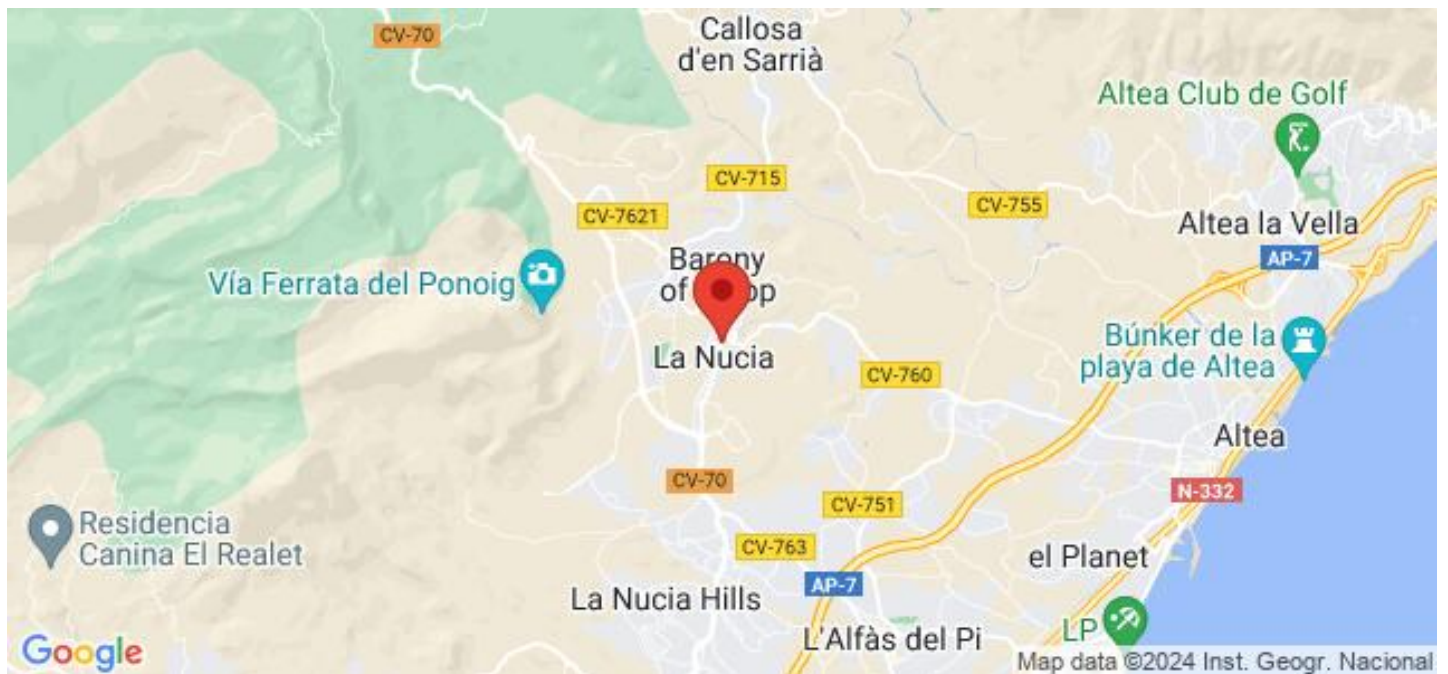 CV-70
Callosa
d'en Sarrià
Altea Club de Golf
CV-715
CV-755
CV-7621
Altea la Vella
AP-7
Barony
Vía Ferrata del Ponoig
of
La Nucia
Búnker de la
playa de Altea
CV-760
Altea
CV-70
N-332
CV-751
Residencia
Canina El Realet
CV-763
el Planet
AP-7
La Nucia Hills
L'Alfàs del Pi
LP
Google
Map data ©2024 Inst. Geogr. Nacional